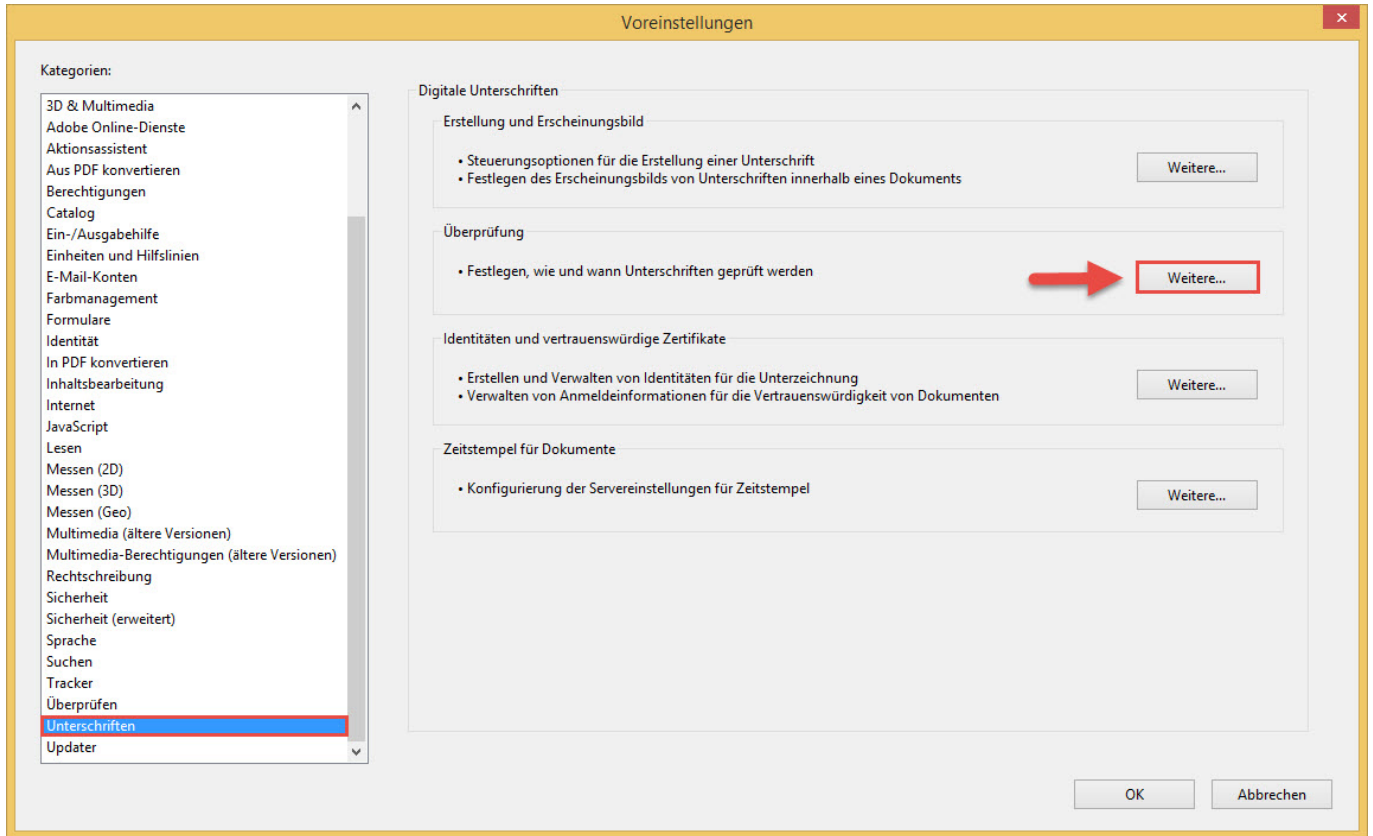 Voreinstellungen
Kategorien:
3D & Multimedia
Adobe Online-Dienste
Aktionsassistent
Aus PDF konvertieren
Berechtigungen
Catalog
Ein-/Ausgabehilfe
Einheiten und Hilfslinien
E-Mail-Konten
Farbmanagement
Formulare
Identität
In PDF konvertieren
Inhaltsbearbeitung
Internet
JavaScript
Lesen
Messen (2D)
Messen (3D)
Messen (Geo)
Multimedia (ältere Versionen)
Multimedia-Berechtigungen (ältere Versionen)
Rechtschreibung
Sicherheit
Sicherheit (erweitert)
Sprache
Suchen
Tracker
Überprüfen
Unterschriften
Updater
Digitale Unterschriften
Erstellung und Erscheinungsbild
• Steuerungsoptionen für die Erstellung einer Unterschrift
• Festlegen des Erscheinungsbilds von Unterschriften innerhalb eines Dokuments
Weitere...
Überprüfung
• Festlegen, wie und wann Unterschriften geprüft werden
Weitere...
Identitäten und vertrauenswürdige Zertifikate
• Erstellen und Verwalten von Identitäten für die Unterzeichnung
• Verwalten von Anmeldeinformationen für die Vertrauenswürdigkeit von Dokumenten
Weitere...
Zeitstempel für Dokumente
• Konfigurierung der Servereinstellungen für Zeitstempel
Weitere...
OK
Abbrechen